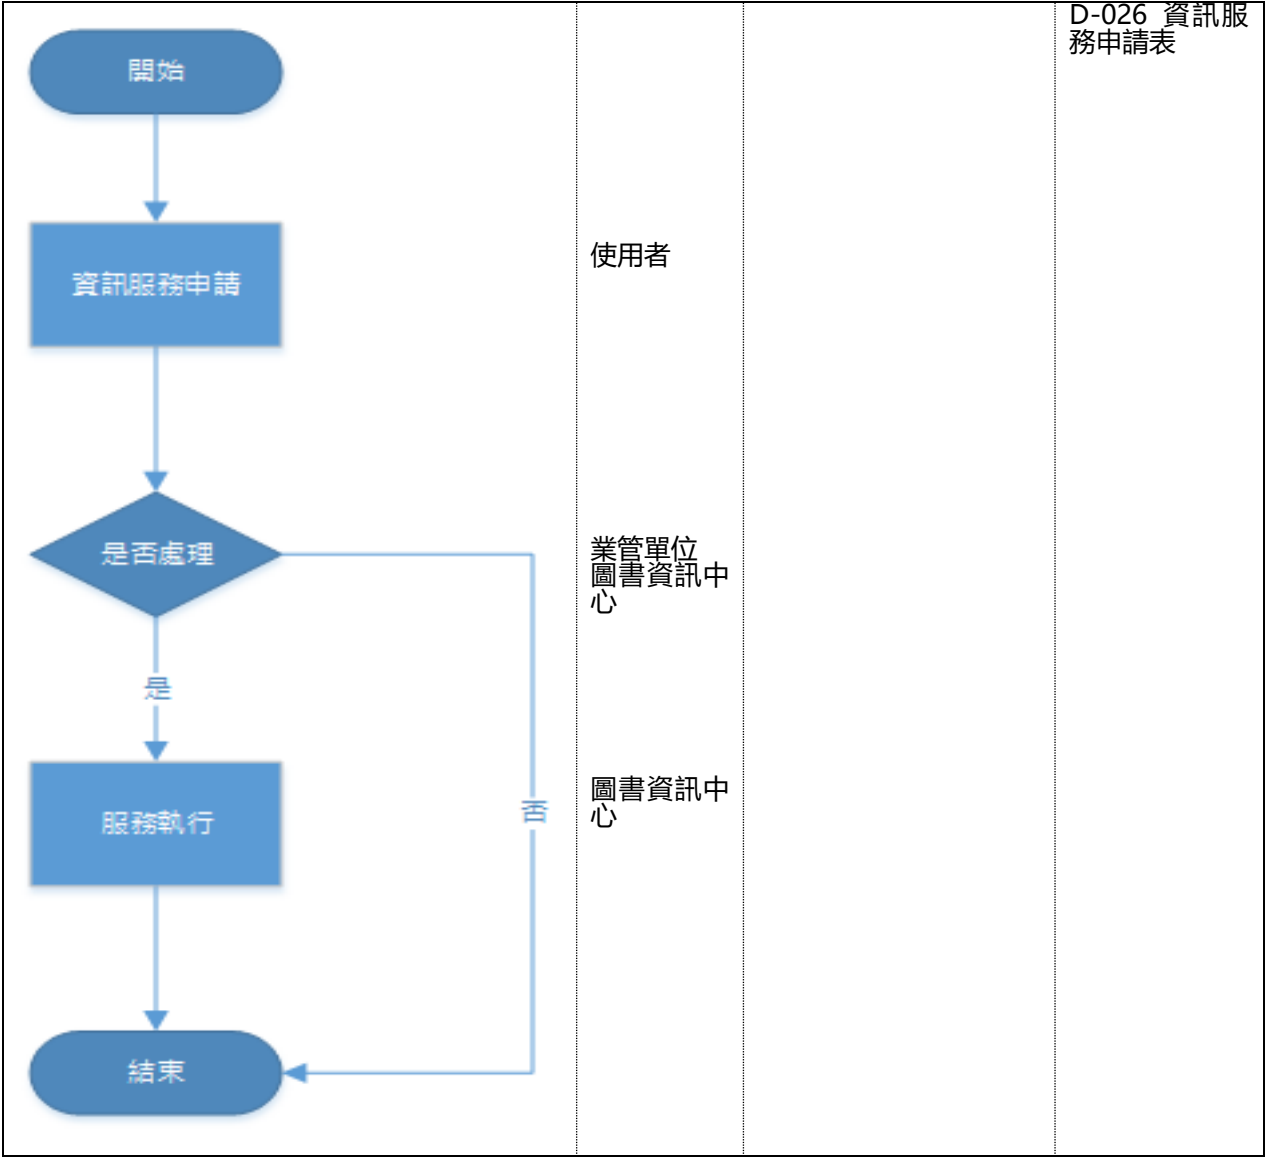 D-026 資訊服
務申請表
開始
資訊服務申請
使用者
是否處理
業管單位
圖書資訊中
心
是
服務執行
否
圖書資訊中
心
結束